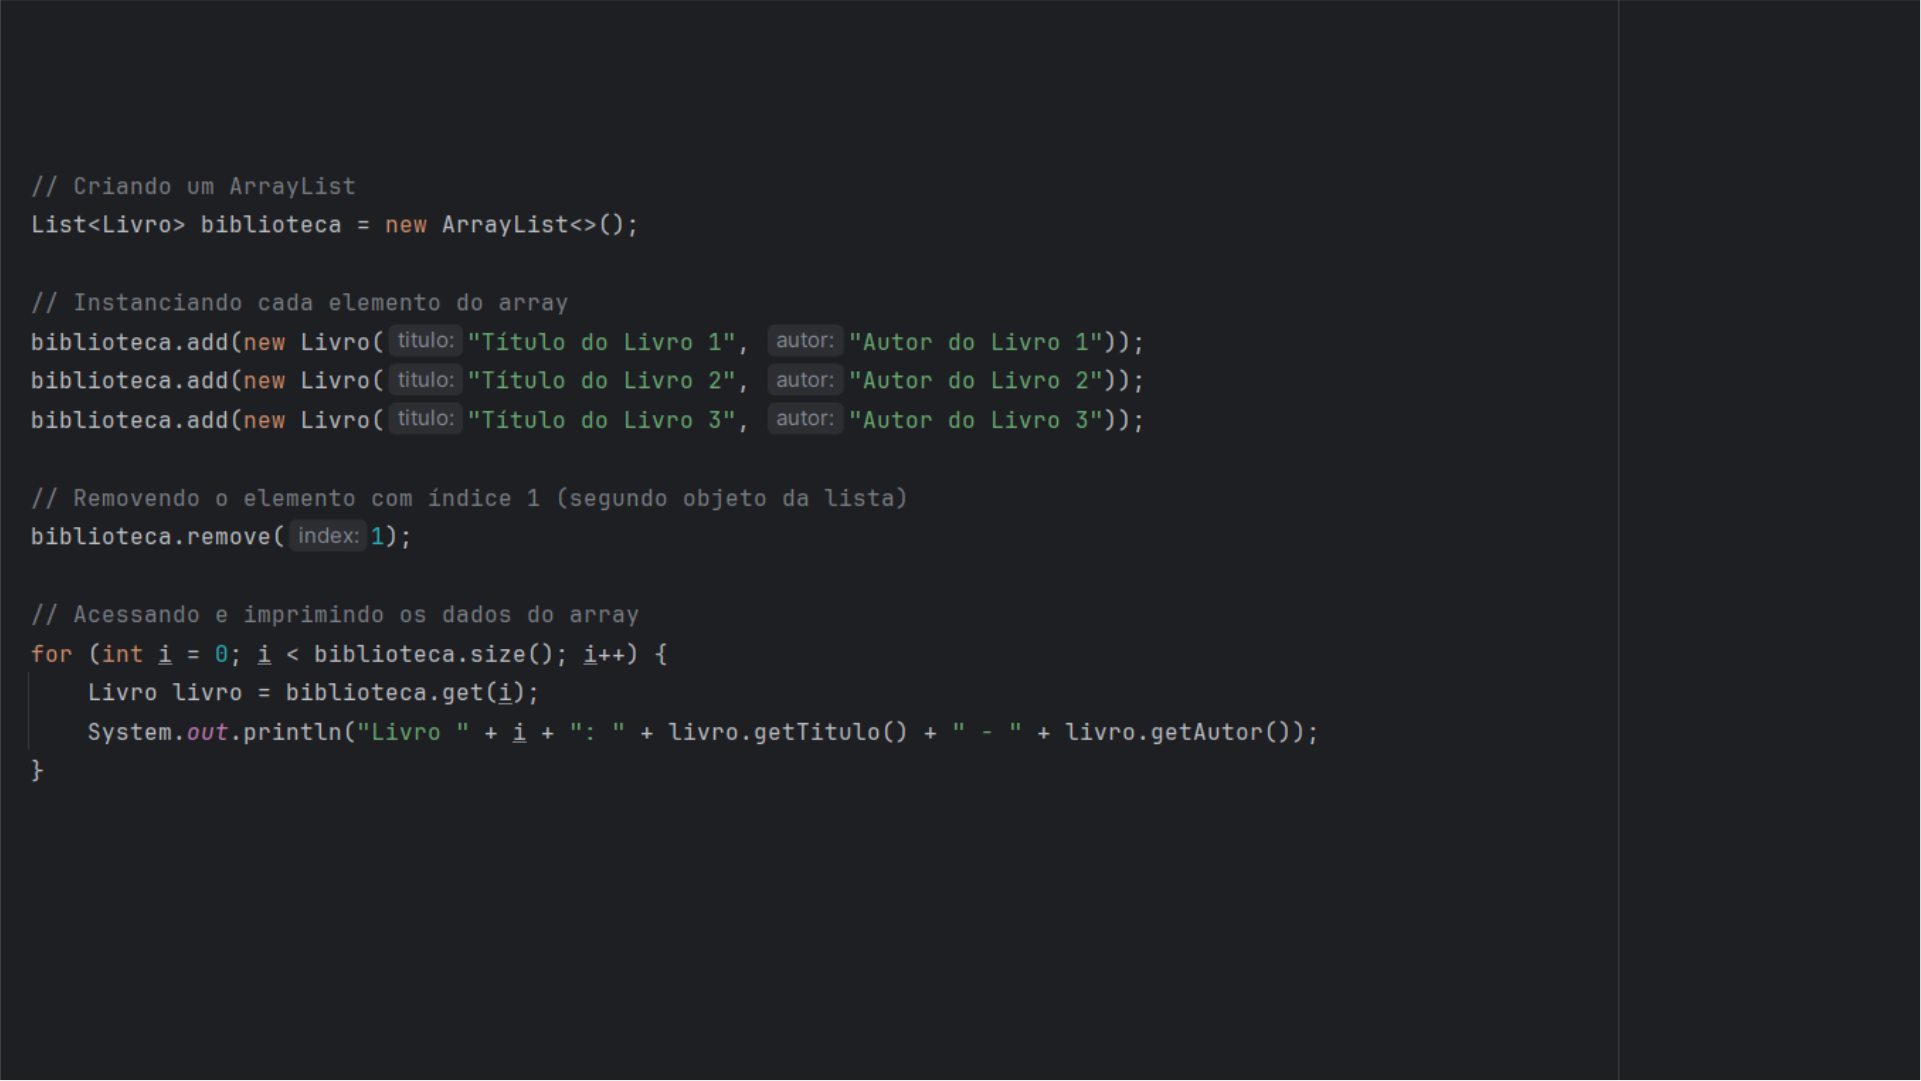 // Criando um ArrayList
List<Livro> biblioteca = new ArrayList<>();
// Instanciando cada elemento do array
biblioteca.add(new Livro( titulo: "Título do Livro 1", autor: "Autor do Livro 1"));
biblioteca.add(new Livro( titulo: "Título do Livro 2", autor: "Autor do Livro 2"));
biblioteca.add(new Livro( titulo: "Título do Livro 3", autor: "Autor do Livro 3"));
// Removendo o elemento com índice 1 (segundo objeto da lista)
biblioteca.remove( index: 1);
// Acessando e imprimindo os dados do array
for (int i = 0; i < biblioteca.size(); i++) {
    Livro livro = biblioteca.get(i);
    System.out.println("Livro " + i + ": " + livro.getTitulo() + " - " + livro.getAutor());
}